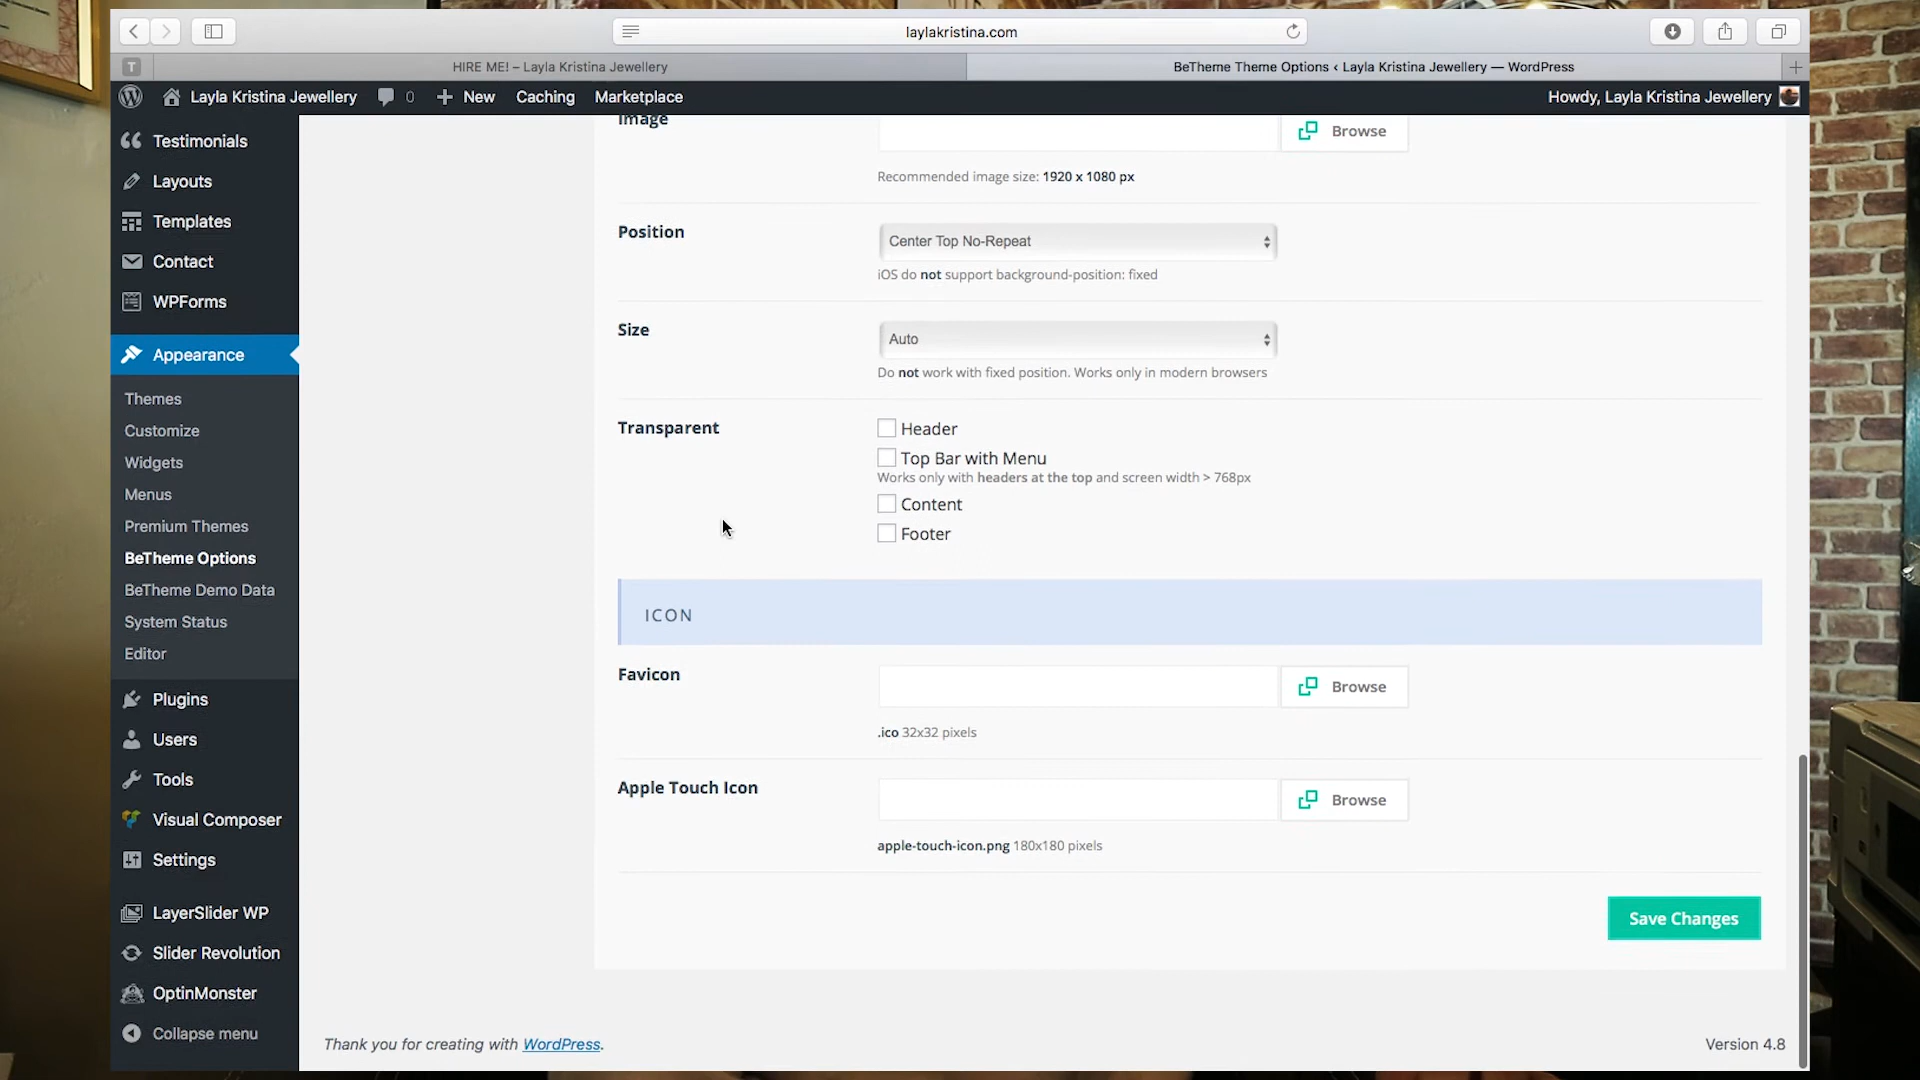 laylakristina.com
T
HIRE ME! – Layla Kristina Jewellery
BeTheme Theme Options ‹ Layla Kristina Jewellery — WordPress
Layla Kristina Jewellery
0
New
Caching
Marketplace
Howdy, Layla Kristina Jewellery
Testimonials
Layouts
Templates
Contact
WPForms
Appearance
Themes
Customize
Widgets
Menus
Premium Themes
BeTheme Options
BeTheme Demo Data
System Status
Editor
Plugins
Users
Tools
Visual Composer
Settings
LayerSlider WP
Slider Revolution
OptinMonster
Collapse menu
Image
Browse
Recommended image size: 1920 x 1080 px
Position
Center Top No-Repeat
iOS do not support background-position: fixed
Size
Auto
Do not work with fixed position. Works only in modern browsers
Transparent
Header
Top Bar with Menu
Works only with headers at the top and screen width > 768px
Content
Footer
ICON
Favicon
Browse
.ico 32x32 pixels
Apple Touch Icon
Browse
apple-touch-icon.png 180x180 pixels
Save Changes
Thank you for creating with WordPress.
Version 4.8